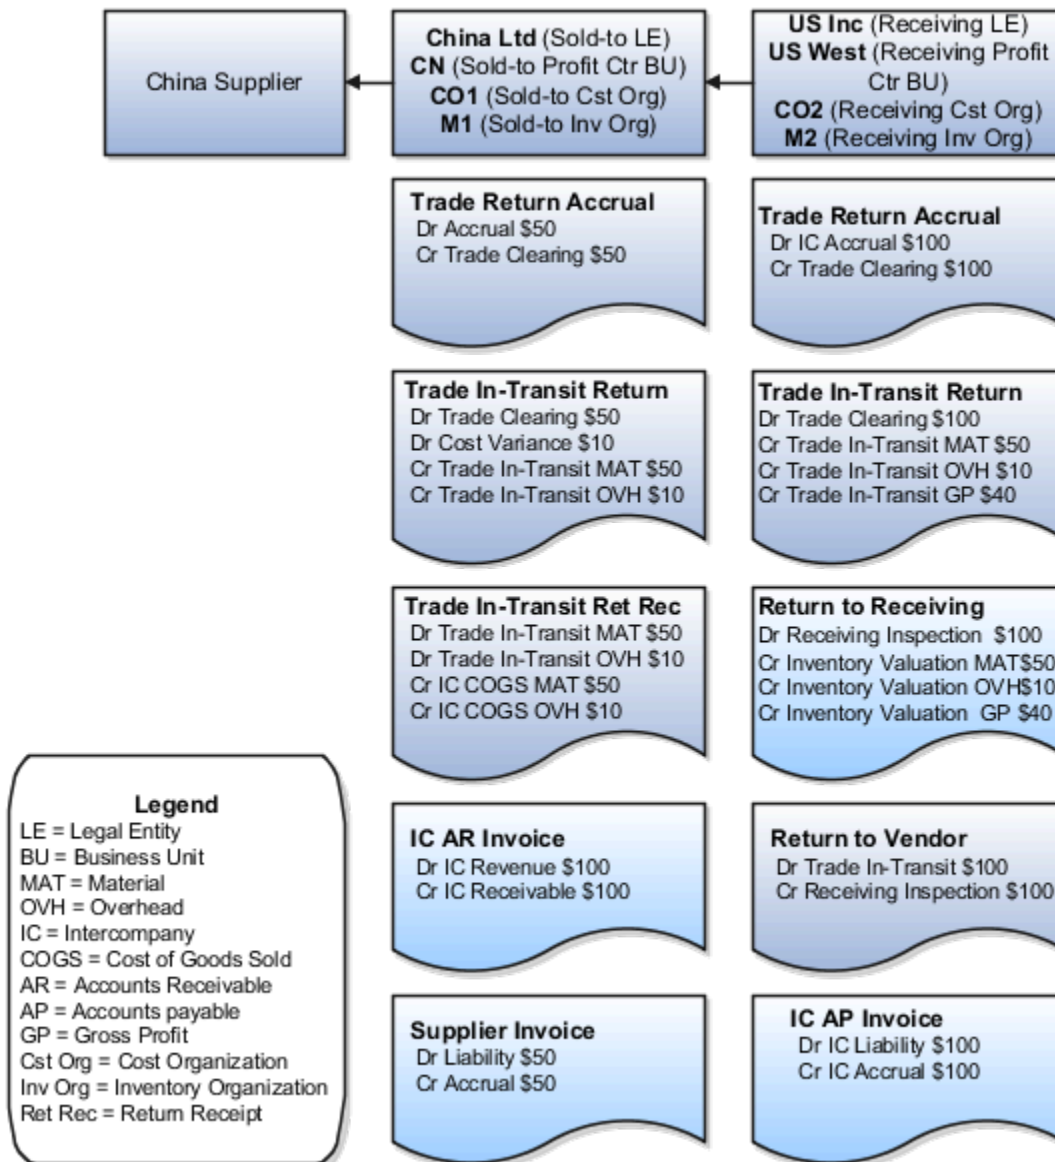 China Supplier
China Ltd (Sold-to LE)
CN (Sold-to Profit Ctr BU)
CO1 (Sold-to Cst Org)
M1 (Sold-to Inv Org)
US Inc (Receiving LE)
US West (Receiving Profit
Ctr BU)
CO2 (Receiving Cst Org)
M2 (Receiving Inv Org)
Trade Return Accrual
Dr Accrual $50
Cr Trade Clearing $50
Trade Return Accrual
Dr IC Accrual $100
Cr Trade Clearing $100
Trade In-Transit Return
Dr Trade Clearing $50
Dr Cost Variance $10
Cr Trade In-Transit MAT $50
Cr Trade In-Transit OVH $10
Trade In-Transit Return
Dr Trade Clearing $100
Cr Trade In-Transit MAT $50
Cr Trade In-Transit OVH $10
Cr Trade In-Transit GP $40
Trade In-Transit Ret Rec
Dr Trade In-Transit MAT $50
Dr Trade In-Transit OVH $10
Cr IC COGS MAT $50
Cr IC COGS OVH $10
Return to Receiving
Dr Receiving Inspection $100
Cr Inventory Valuation MAT$50
Cr Inventory Valuation OVH$10
Cr Inventory Valuation GP $40
IC AR Invoice
Dr IC Revenue $100
Cr IC Receivable $100
Return to Vendor
Dr Trade In-Transit $100
Cr Receiving Inspection $100
Supplier Invoice
Dr Liability $50
Cr Accrual $50
IC AP Invoice
Dr IC Liability $100
Cr IC Accrual $100
Legend
LE = Legal Entity
BU = Business Unit
MAT = Material
OVH = Overhead
IC = Intercompany
COGS = Cost of Goods Sold
AR = Accounts Receivable
AP = Accounts payable
GP = Gross Profit
Cst Org = Cost Organization
Inv Org = Inventory Organization
Ret Rec = Return Receipt